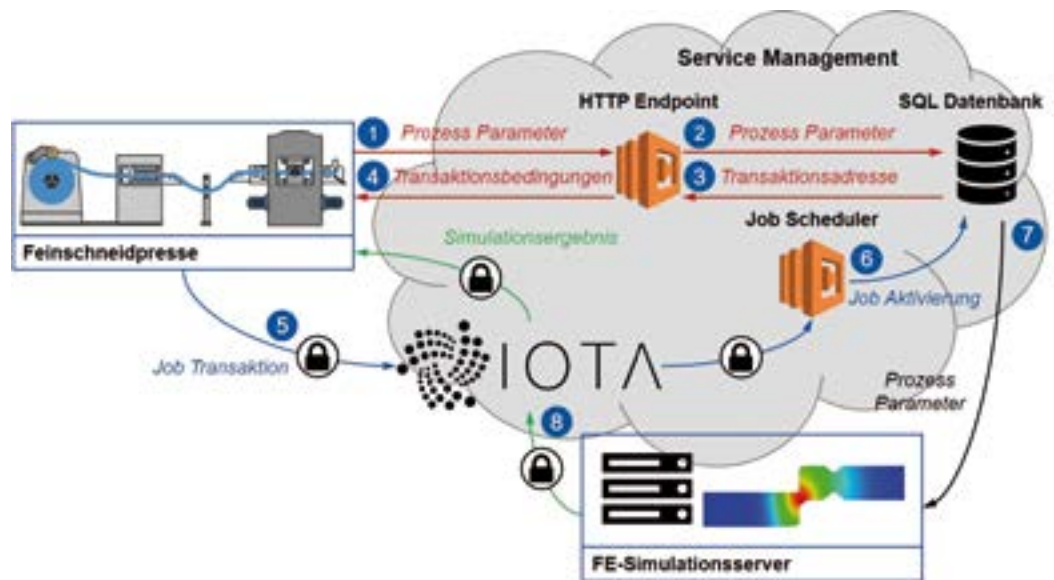 Service Management
HTTP Endpoint
SQL Datenbank
1 Prozess Parameter
2 Prozess Parameter
4 Transaktionsbedingungen
3 Transaktionsadresse
Job Scheduler
Simulationsergebnis
7
Feinschneidpresse
6
Job Aktivierung
5
Job Transaktion
IOTA
Prozess
Parameter
8
FE-Simulationsserver